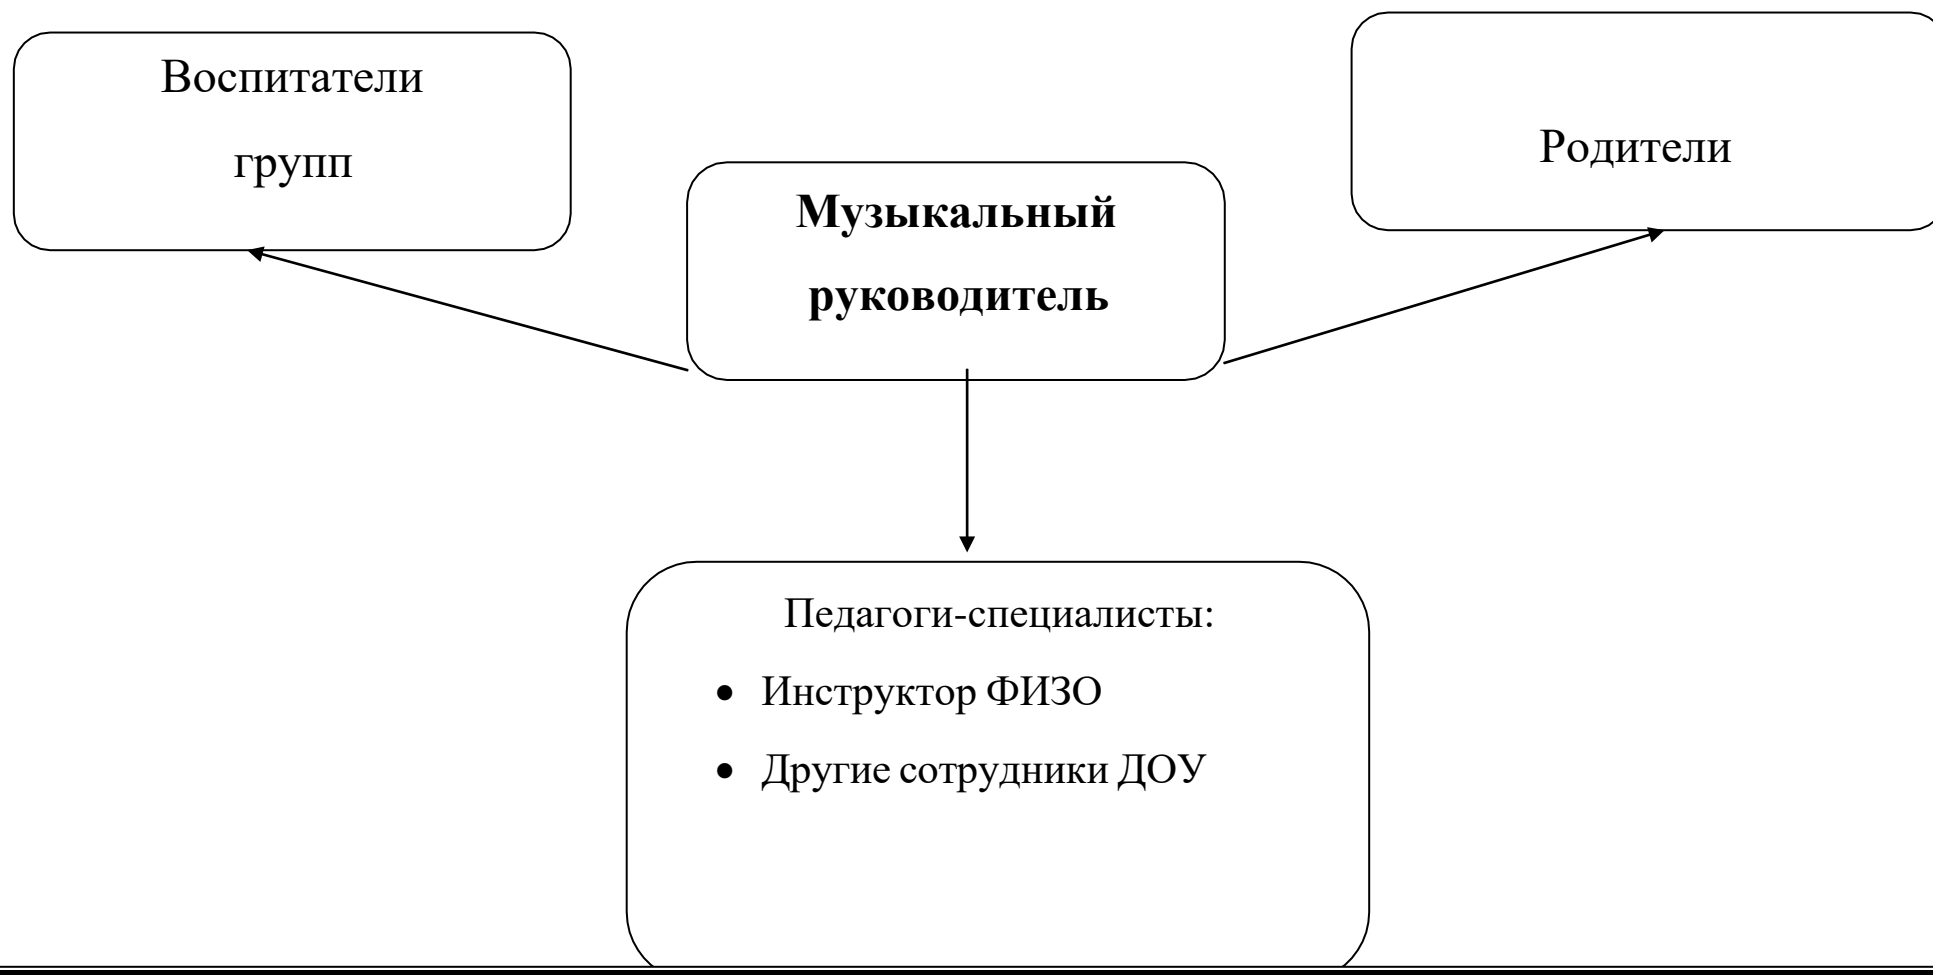 Воспитатели
групп
Родители
Музыкальный
руководитель
Педагоги-специалисты:
• Инструктор ФИЗО
• Другие сотрудники ДОУ